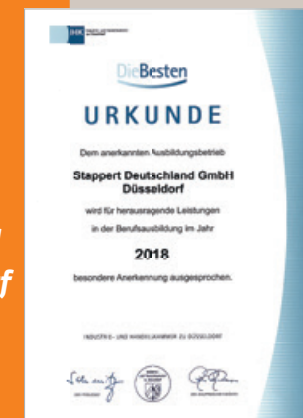 IHK
DieBesten
URKUNDE
Dem anerkannten Ausbildungsbetrieb
Stappert Deutschland GmbH
Düsseldorf
wird für herausragende Leistungen
in der Berufsausbildung im Jahr
2018
besondere Anerkennung ausgesprochen.
INDUSTRIE- UND HANDELSKAMMER ZU DÜSSELDORF
f